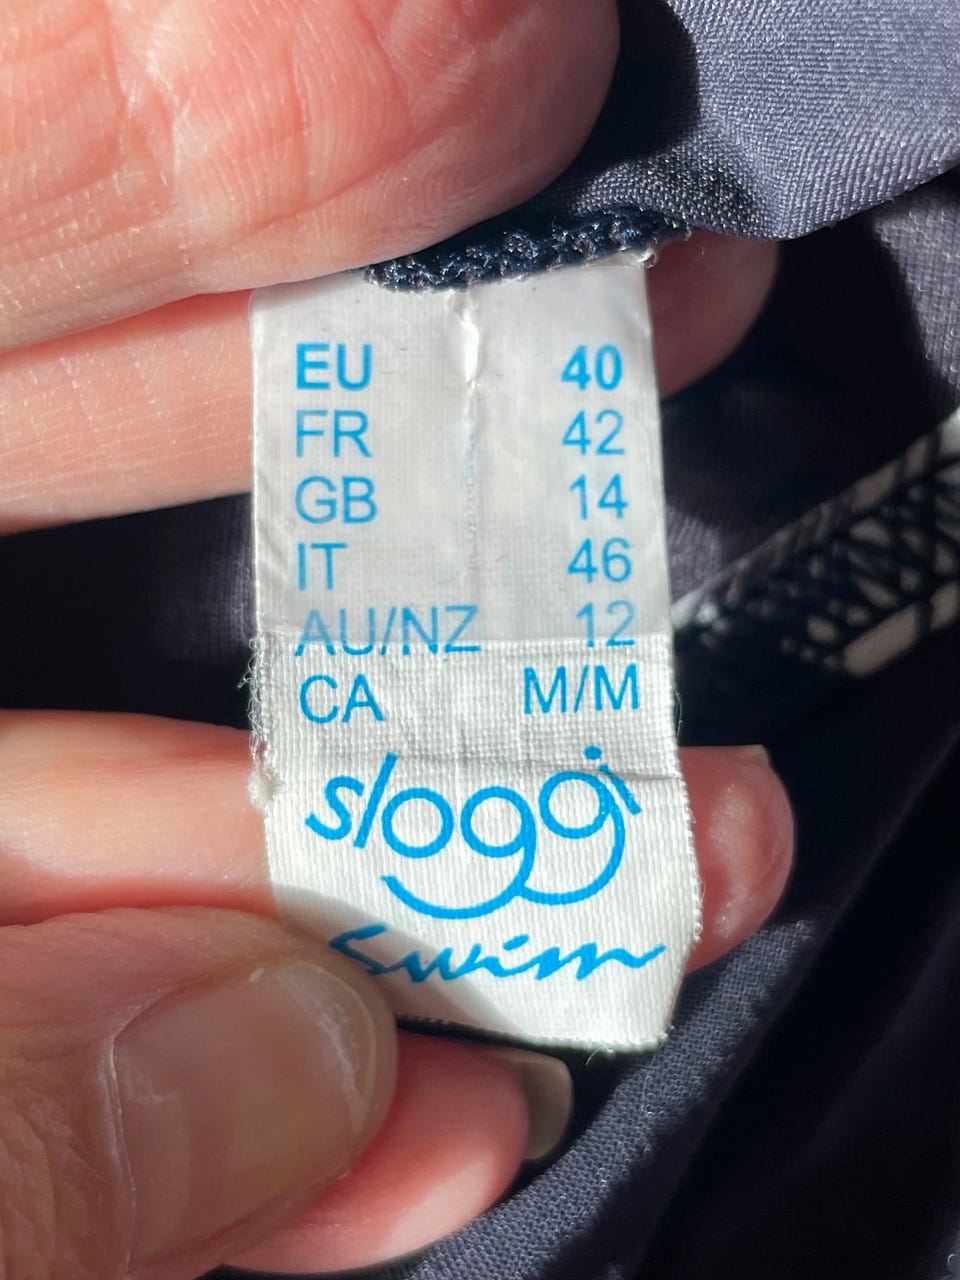 EU 40
FR 42
GB 14
IT 46
AU/NZ 12
CA M/M
sloggi
Swim